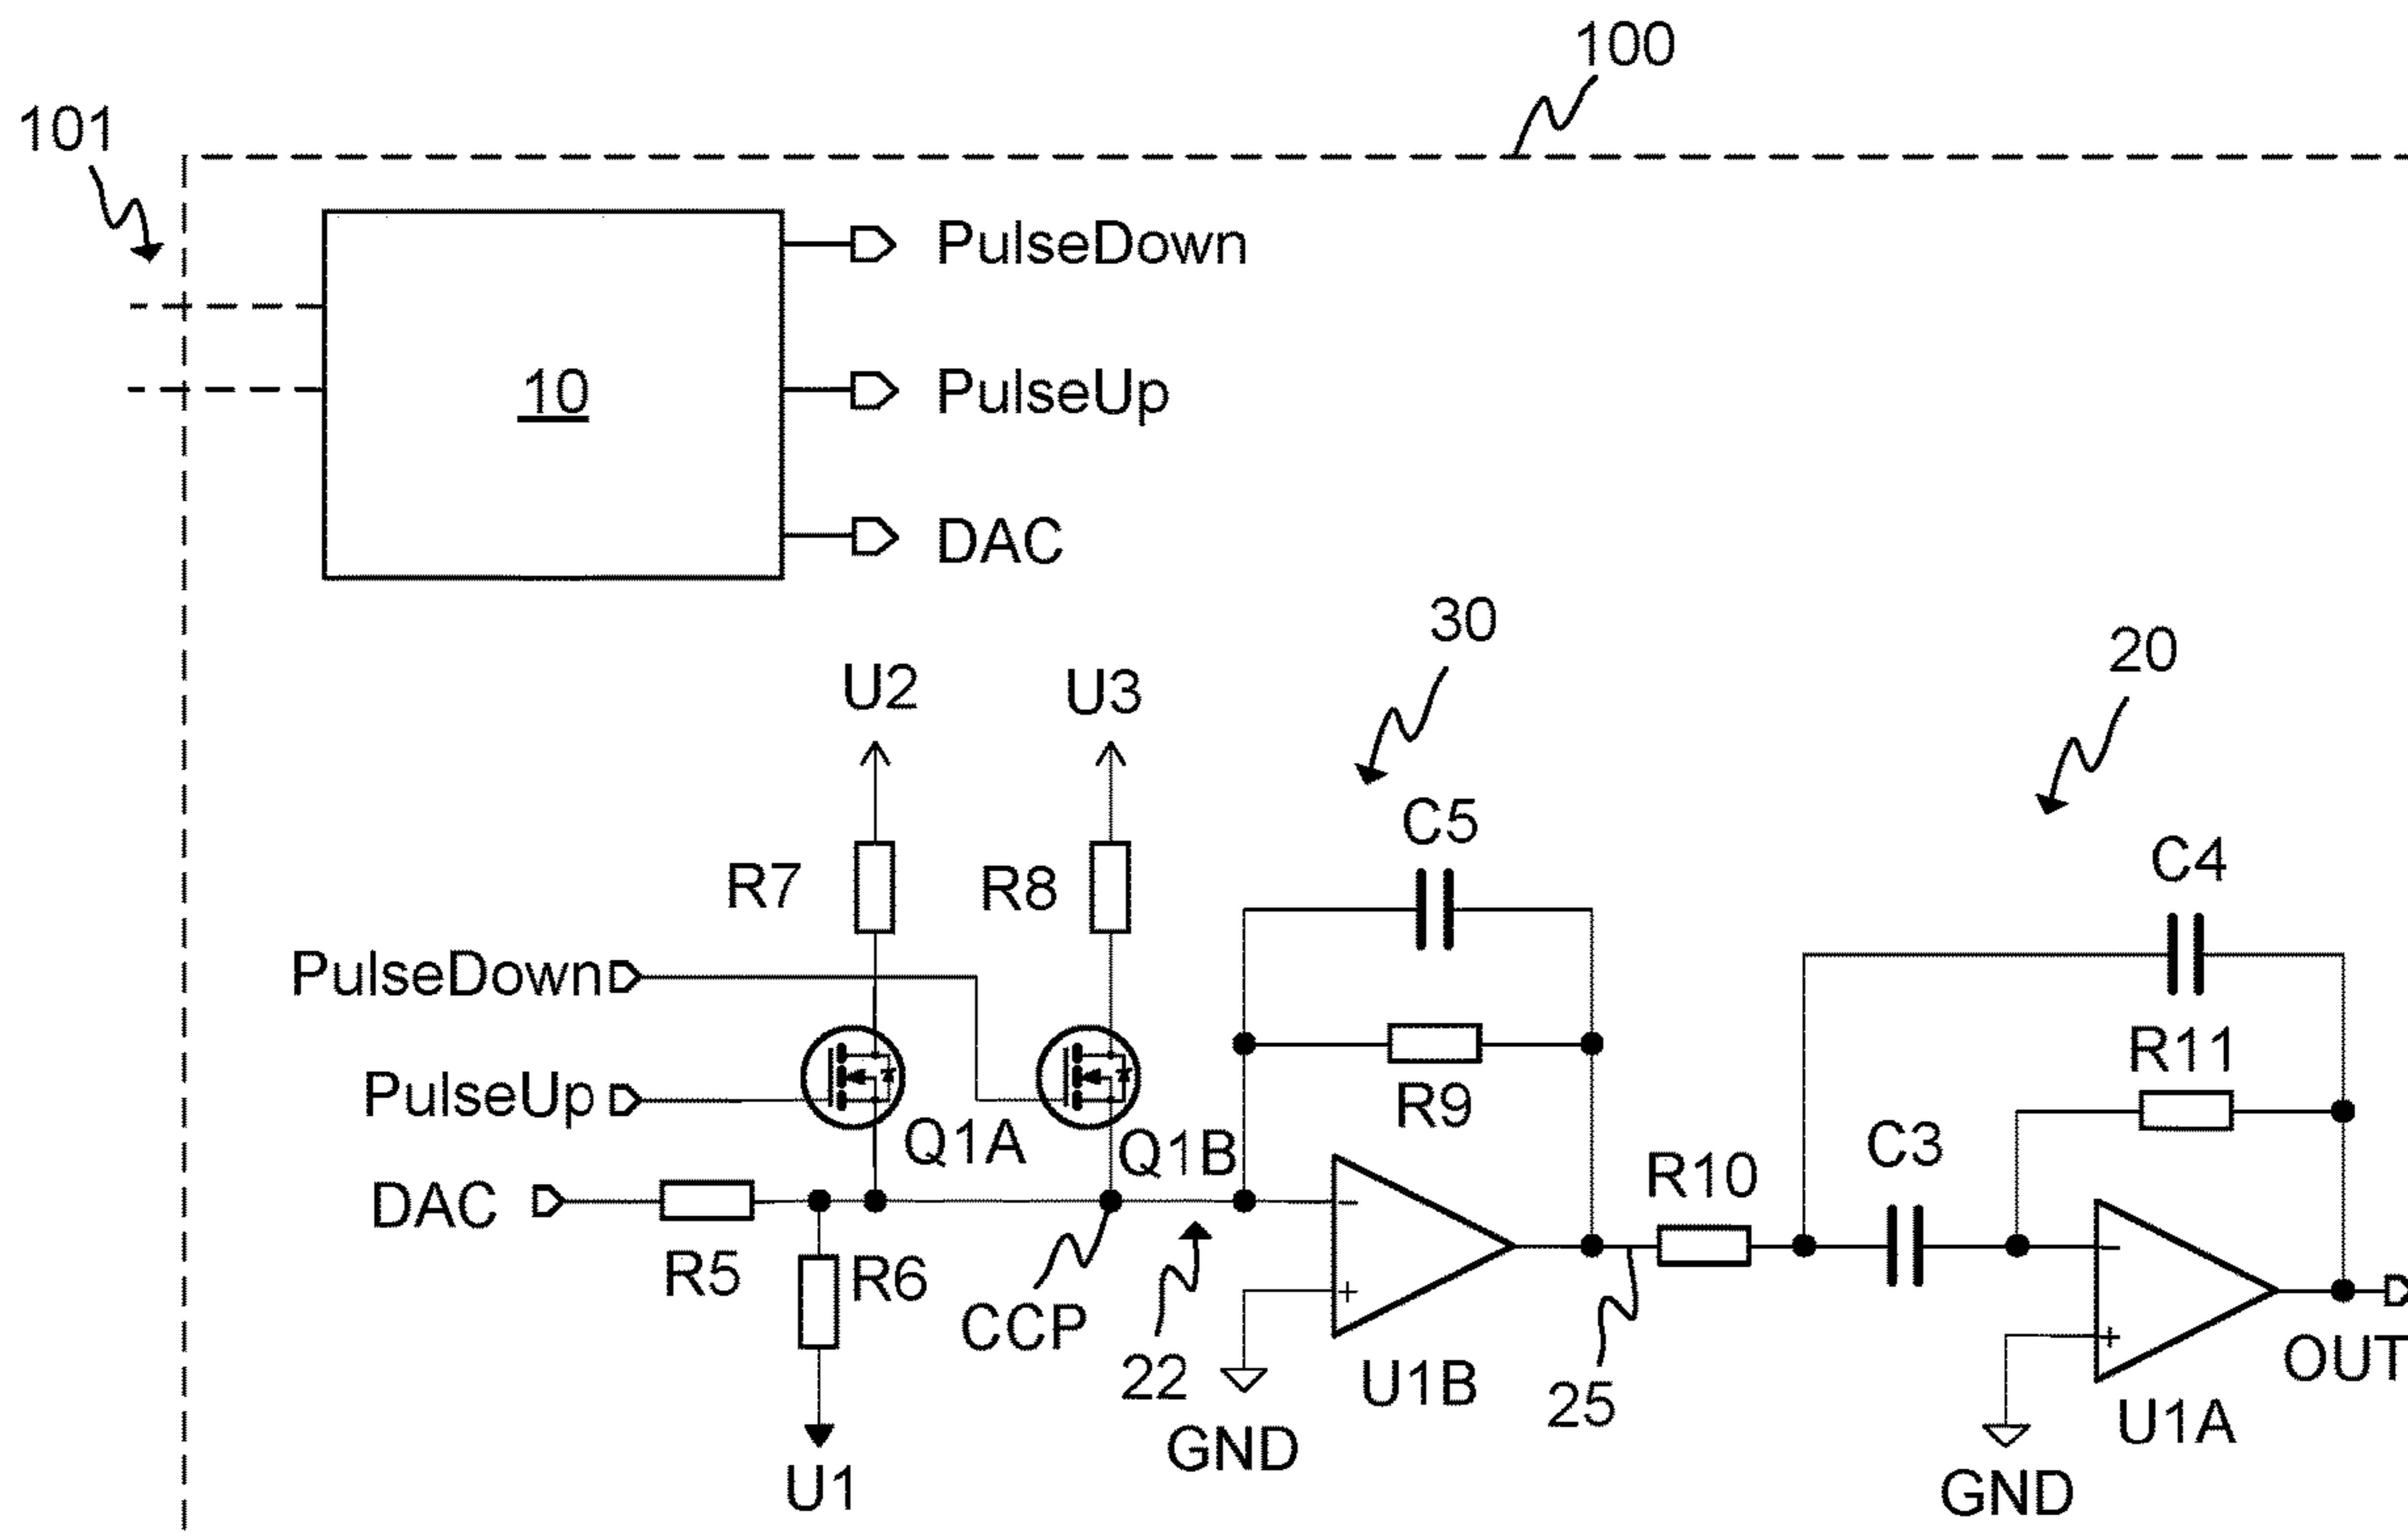 100
101
PulseDown
10
PulseUp
DAC
30
20
U2
U3
C5
C4
R7
R8
PulseDown
R11
R9
PulseUp
Q1A
Q1B
C3
R10
DAC
R5
R6
CCP
22
U1B
25
OUT
GND
U1A
U1
GND